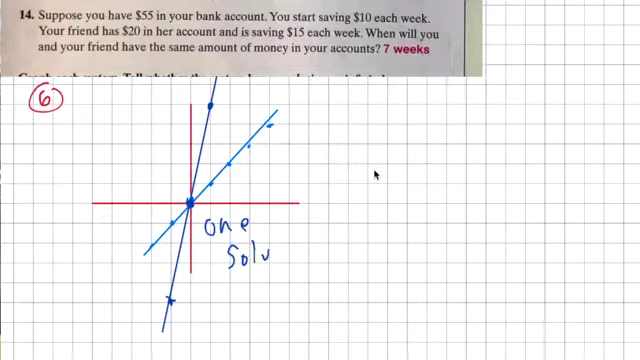 14. Suppose you have $55 in your bank account. You start saving $10 each week.
Your friend has $20 in her account and is saving $15 each week. When will you
and your friend have the same amount of money in your accounts? 7 weeks
6
one
solu